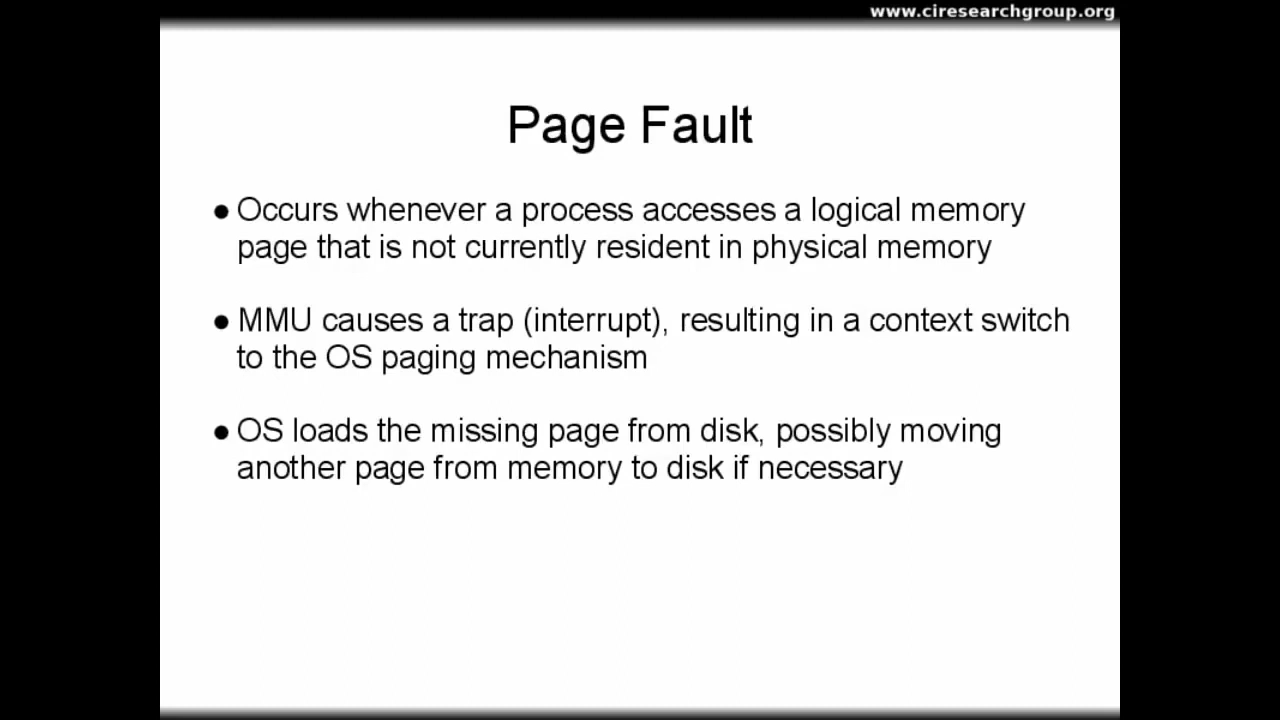 www.ciresearchgroup.org
Page Fault
● Occurs whenever a process accesses a logical memory
page that is not currently resident in physical memory
● MMU causes a trap (interrupt), resulting in a context switch
to the OS paging mechanism
● OS loads the missing page from disk, possibly moving
another page from memory to disk if necessary